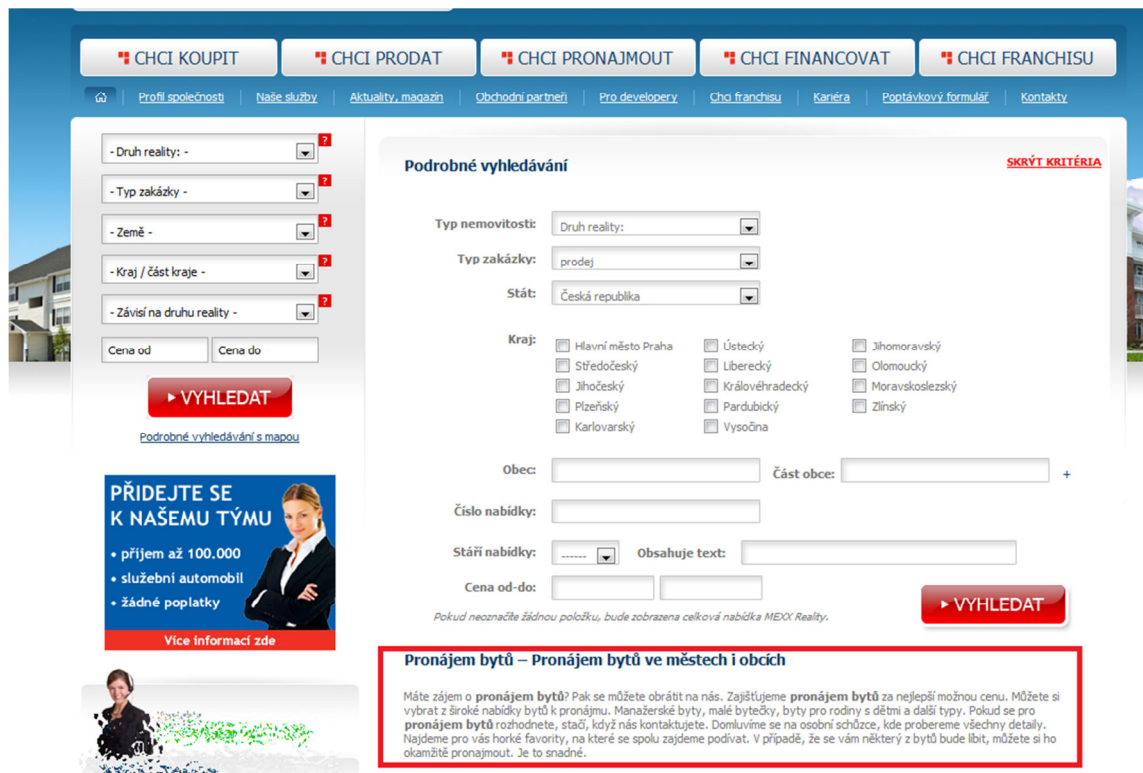 CHCI KOUPIT
CHCI PRODAT
CHCI PRONAJMOUT
CHCI FINANCOVAT
CHCI FRANCHISU
Profil společnosti
Naše služby
Aktuality, magazín
Obchodní partneři
Pro developery
Chci franchisu
Kariéra
Poptávkový formulář
Kontakty
- Druh reality: -
?
- Typ zakázky -
?
- Země -
?
- Kraj / část kraje -
?
- Závisí na druhu reality -
?
Cena od
Cena do
VYHLEDAT
Podrobné vyhledávání s mapou
PŘIDEJTE SE
K NAŠEMU TÝMU
• příjem až 100.000
• služební automobil
• žádné poplatky
Více informací zde
Podrobné vyhledávání
SKRÝT KRITÉRIA
Typ nemovitosti:
Druh reality:
Typ zakázky:
prodej
Stát:
Česká republika
Kraj:
Hlavní město Praha
Ústecký
Jihomoravský
Středočeský
Liberecký
Olomoucký
Jihočeský
Královéhradecký
Moravskoslezský
Plzeňský
Pardubický
Zlínský
Karlovarský
Vysočina
Obec:
Část obce:
+
Číslo nabídky:
Stáří nabídky:
------
Obsahuje text:
Cena od-do:
Pokud neoznačíte žádnou položku, bude zobrazena celková nabídka MEXX Reality.
VYHLEDAT
Pronájem bytů – Pronájem bytů ve městech i obcích
Máte zájem o pronájem bytů? Pak se můžete obrátit na nás. Zajišťujeme pronájem bytů za nejlepší možnou cenu. Můžete si
vybrat z široké nabídky bytů k pronájmu. Manažerské byty, malé bytečky, byty pro rodiny s dětmi a další typy. Pokud se pro
pronájem bytů rozhodnete, stačí, když nás kontaktujete. Domluvíme se na osobní schůzce, kde probereme všechny detaily.
Najdeme pro vás horké favority, na které se spolu zajdeme podívat. V případě, že se vám některý z bytů bude líbit, můžete si ho
okamžitě pronajmout. Je to snadné.